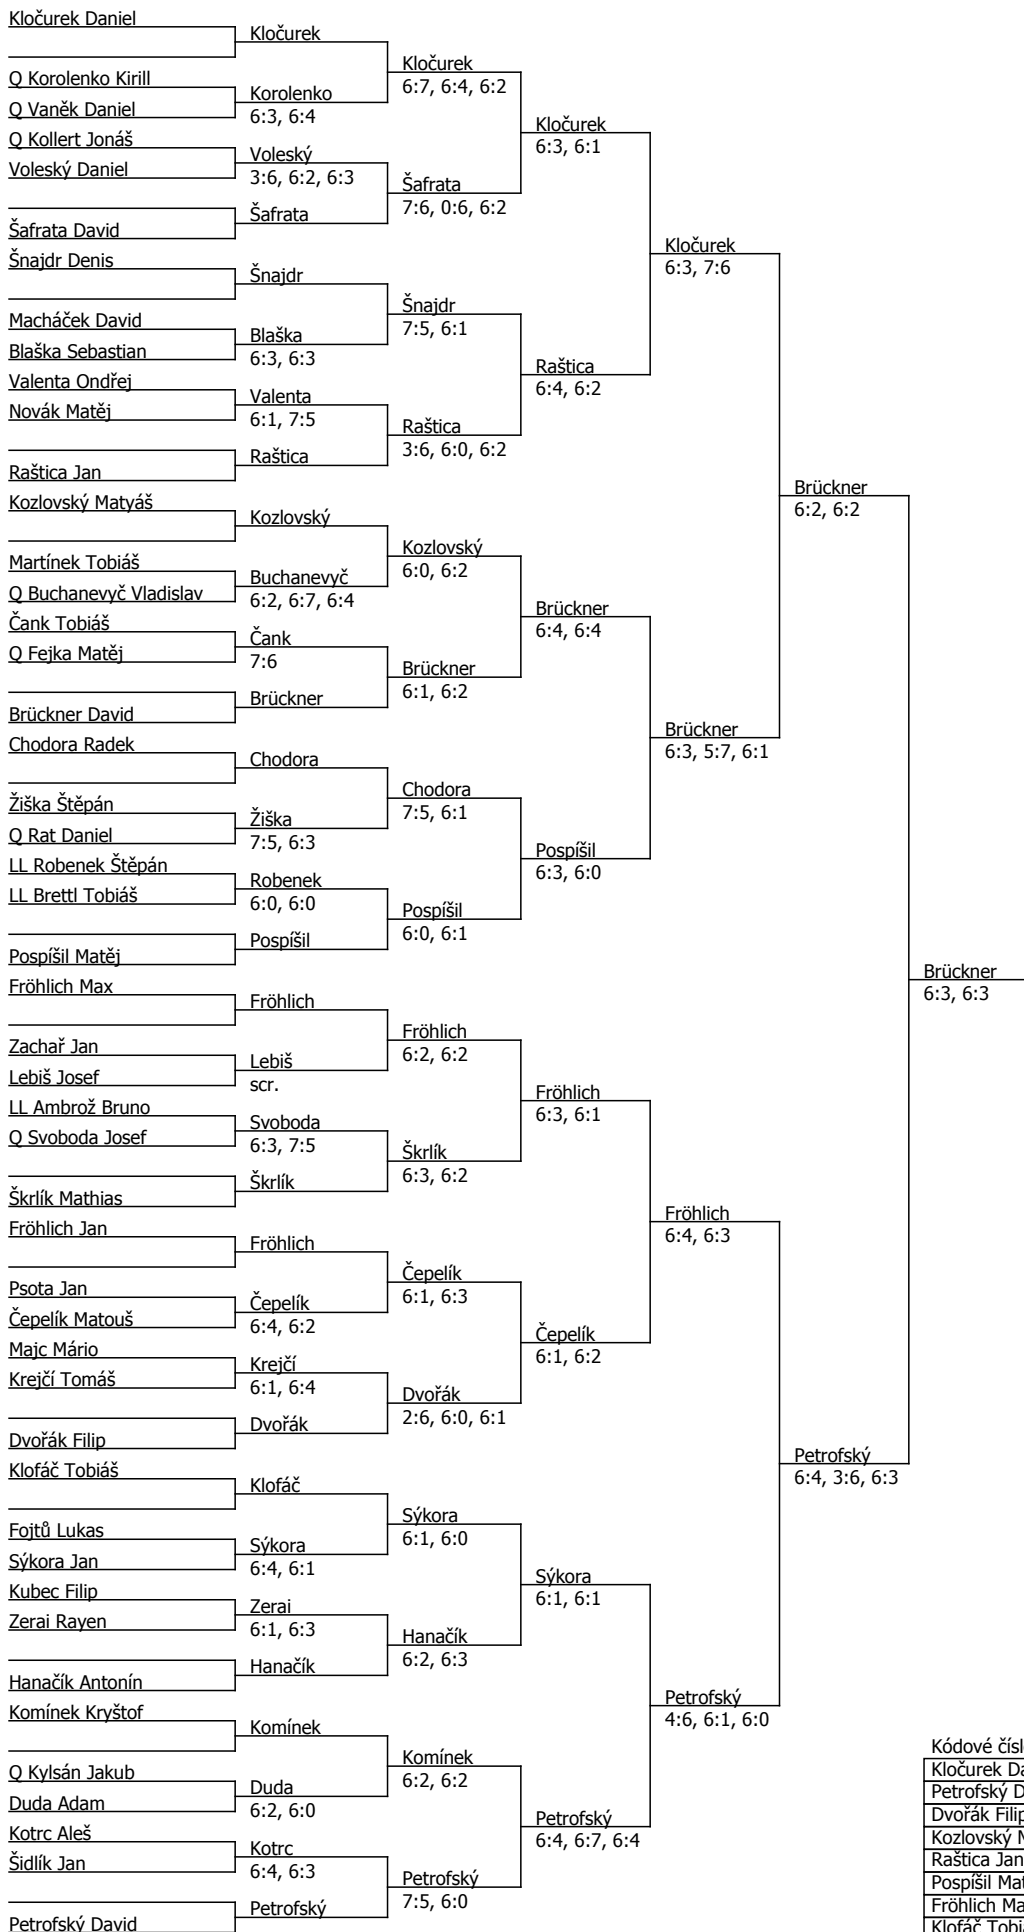 Kločurek Daniel
Q Korolenko Kirill
Q Vaněk Daniel
Q Kollert Jonáš
Voleský Daniel
Šafrata David
Šnajdr Denis
Macháček David
Blaška Sebastian
Valenta Ondřej
Novák Matěj
Raštica Jan
Kozlovský Matyáš
Martínek Tobiáš
Q Buchanevyč Vladislav
Čank Tobiáš
Q Fejka Matěj
Brückner David
Chodora Radek
Žiška Štěpán
Q Rat Daniel
LL Robenek Štěpán
LL Brettl Tobiáš
Pospíšil Matěj
Fröhlich Max
Zachař Jan
Lebiš Josef
LL Ambrož Bruno
Q Svoboda Josef
Škrlík Mathias
Fröhlich Jan
Psota Jan
Čepelík Matouš
Majc Mário
Krejčí Tomáš
Dvořák Filip
Klofáč Tobiáš
Fojtů Lukas
Sýkora Jan
Kubec Filip
Zerai Rayen
Hanačík Antonín
Komínek Kryštof
Q Kylsán Jakub
Duda Adam
Kotrc Aleš
Šidlík Jan
Petrofský David
Kločurek
Korolenko
6:3, 6:4
Voleský
3:6, 6:2, 6:3
Šafrata
Šnajdr
Blaška
6:3, 6:3
Valenta
6:1, 7:5
Raštica
Kozlovský
Buchanevyč
6:2, 6:7, 6:4
Čank
7:6
Brückner
Chodora
Žiška
7:5, 6:3
Robenek
6:0, 6:0
Pospíšil
Fröhlich
Lebiš
scr.
Svoboda
6:3, 7:5
Škrlík
Fröhlich
Čepelík
6:4, 6:2
Krejčí
6:1, 6:4
Dvořák
Klofáč
Sýkora
6:4, 6:1
Zerai
6:1, 6:3
Hanačík
Komínek
Duda
6:2, 6:0
Kotrc
6:4, 6:3
Petrofský
Kločurek
6:7, 6:4, 6:2
Šafrata
7:6, 0:6, 6:2
Šnajdr
7:5, 6:1
Raštica
3:6, 6:0, 6:2
Kozlovský
6:0, 6:2
Brückner
6:1, 6:2
Chodora
7:5, 6:1
Pospíšil
6:0, 6:1
Fröhlich
6:2, 6:2
Škrlík
6:3, 6:2
Čepelík
6:1, 6:3
Dvořák
2:6, 6:0, 6:1
Sýkora
6:1, 6:0
Hanačík
6:2, 6:3
Komínek
6:2, 6:2
Petrofský
7:5, 6:0
Kločurek
6:3, 6:1
Raštica
6:4, 6:2
Brückner
6:4, 6:4
Pospíšil
6:3, 6:0
Fröhlich
6:3, 6:1
Čepelík
6:1, 6:2
Sýkora
6:1, 6:1
Petrofský
6:4, 6:7, 6:4
Kločurek
6:3, 7:6
Brückner
6:3, 5:7, 6:1
Fröhlich
6:4, 6:3
Petrofský
4:6, 6:1, 6:0
Brückner
6:2, 6:2
Petrofský
6:4, 3:6, 6:3
Brückner
6:3, 6:3
Kódové čísl
Kločurek Da
Petrofský D
Dvořák Filip
Kozlovský M
Raštica Jan
Pospíšil Mat
Fröhlich Ma
Klofáč Tobiá